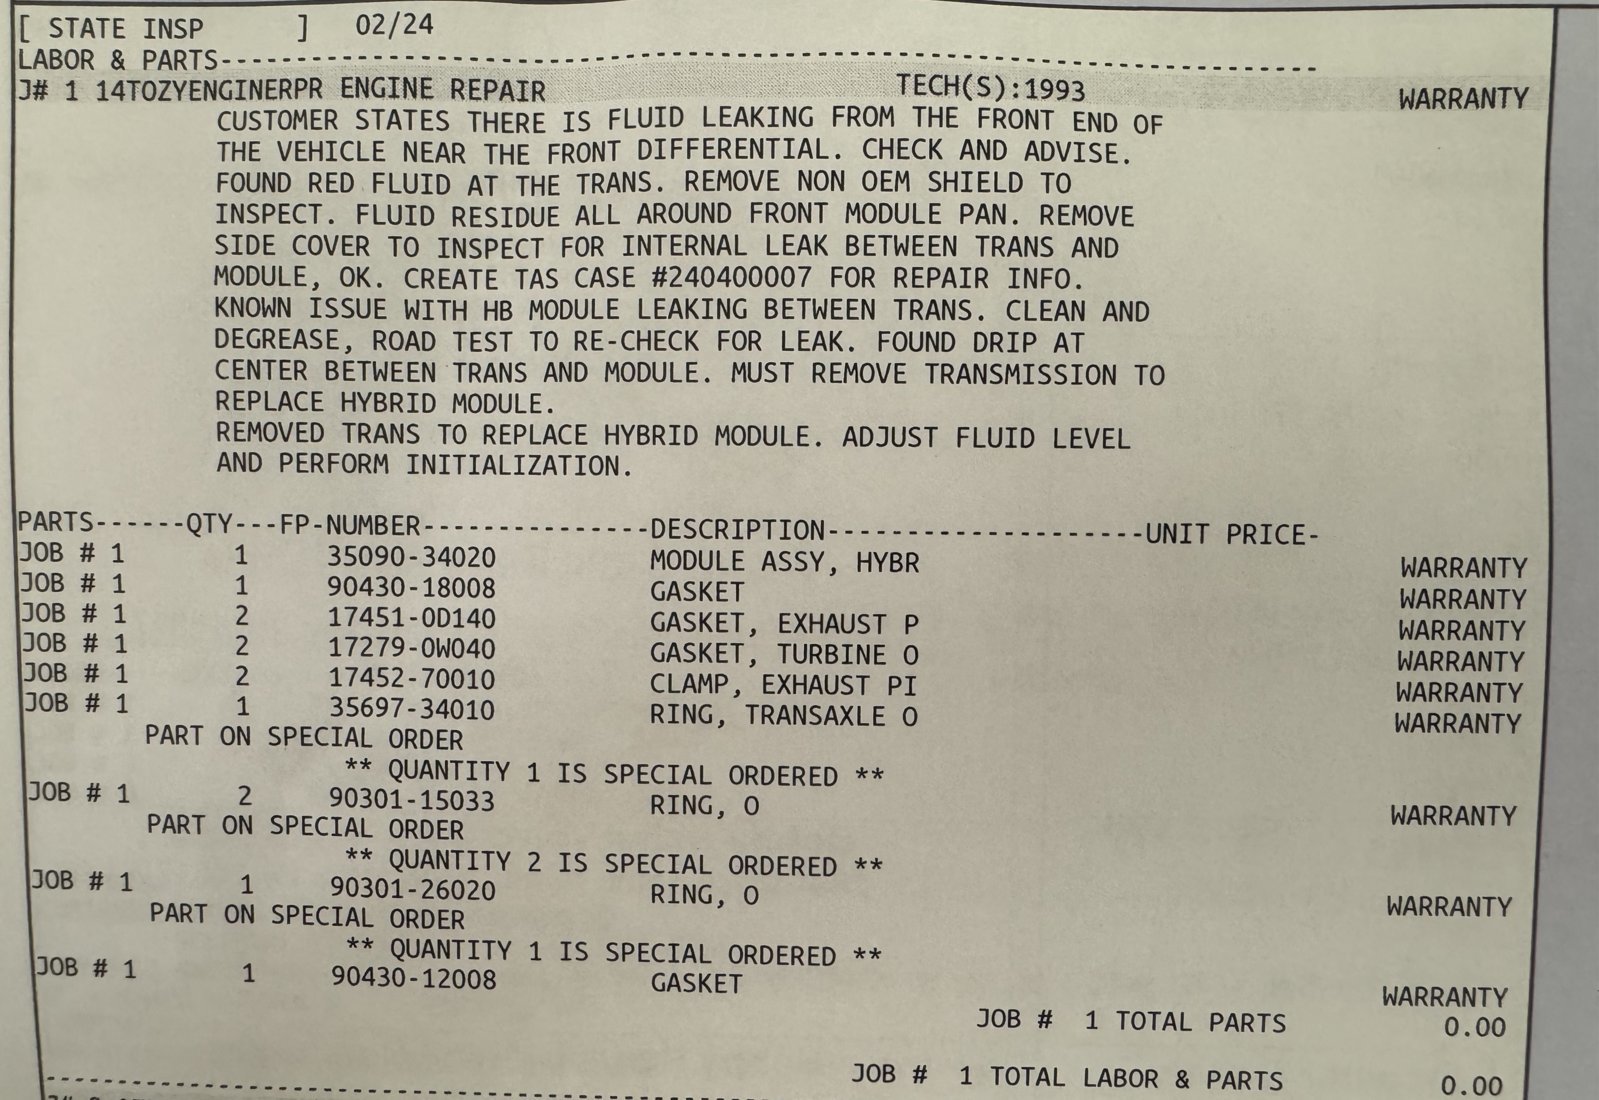 [ STATE INSP ] 02/24
LABOR & PARTS--------------------------------------------------------------
J# 1 14TOZYENGINERPR ENGINE REPAIR TECH(S):1993 WARRANTY
CUSTOMER STATES THERE IS FLUID LEAKING FROM THE FRONT END OF
THE VEHICLE NEAR THE FRONT DIFFERENTIAL. CHECK AND ADVISE.
FOUND RED FLUID AT THE TRANS. REMOVE NON OEM SHIELD TO
INSPECT. FLUID RESIDUE ALL AROUND FRONT MODULE PAN. REMOVE
SIDE COVER TO INSPECT FOR INTERNAL LEAK BETWEEN TRANS AND
MODULE, OK. CREATE TAS CASE #240400007 FOR REPAIR INFO.
KNOWN ISSUE WITH HB MODULE LEAKING BETWEEN TRANS. CLEAN AND
DEGREASE, ROAD TEST TO RE-CHECK FOR LEAK. FOUND DRIP AT
CENTER BETWEEN TRANS AND MODULE. MUST REMOVE TRANSMISSION TO
REPLACE HYBRID MODULE.
REMOVED TRANS TO REPLACE HYBRID MODULE. ADJUST FLUID LEVEL
AND PERFORM INITIALIZATION.
PARTS------QTY---FP-NUMBER---------------DESCRIPTION--------------------UNIT PRICE-
JOB # 1 1 35090-34020 MODULE ASSY, HYBR WARRANTY
JOB # 1 1 90430-18008 GASKET WARRANTY
JOB # 1 2 17451-0D140 GASKET, EXHAUST P WARRANTY
JOB # 1 2 17279-0W040 GASKET, TURBINE O WARRANTY
JOB # 1 2 17452-70010 CLAMP, EXHAUST PI WARRANTY
JOB # 1 1 35697-34010 RING, TRANSAXLE O WARRANTY
PART ON SPECIAL ORDER
** QUANTITY 1 IS SPECIAL ORDERED **
JOB # 1 2 90301-15033 RING, O WARRANTY
PART ON SPECIAL ORDER
** QUANTITY 2 IS SPECIAL ORDERED **
JOB # 1 1 90301-26020 RING, O WARRANTY
PART ON SPECIAL ORDER
** QUANTITY 1 IS SPECIAL ORDERED **
JOB # 1 1 90430-12008 GASKET WARRANTY
JOB # 1 TOTAL PARTS 0.00
JOB # 1 TOTAL LABOR & PARTS 0.00